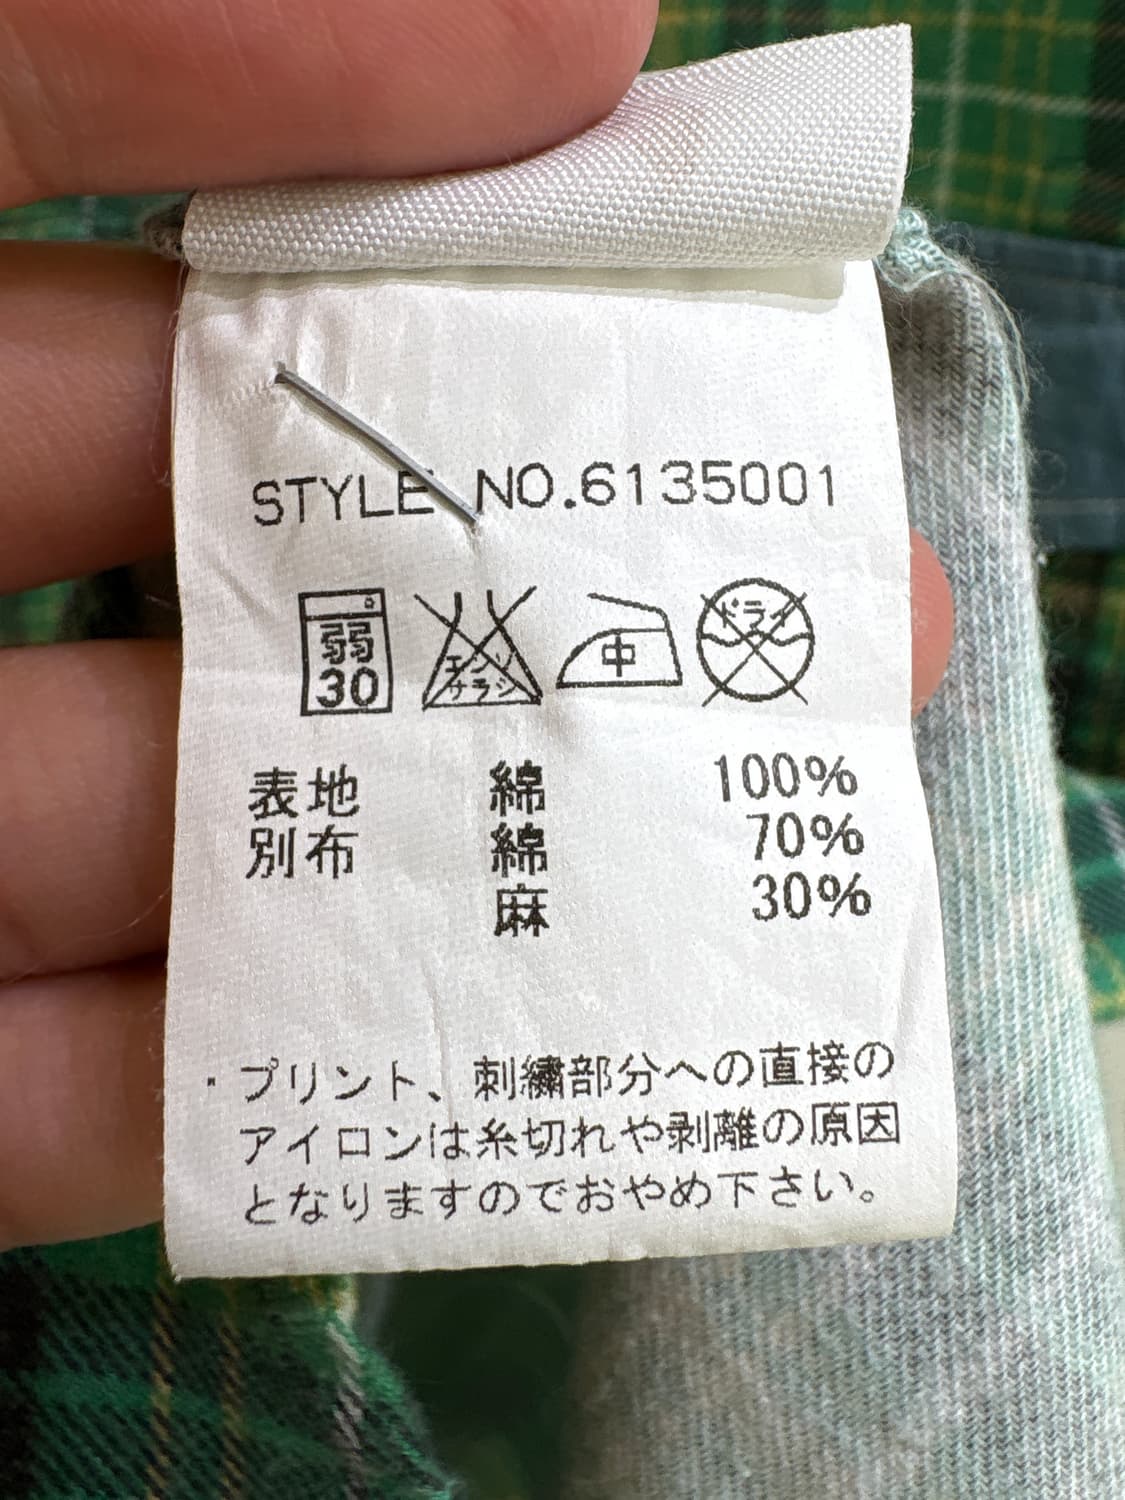 STYLE NO.6135001
弱 30 エンソサラシ 中 ドライ
表地 綿 100%
別布 綿 70%
麻 30%
・プリント、刺繍部分への直接の
アイロンは糸切れや剥離の原因
となりますのでおやめ下さい。